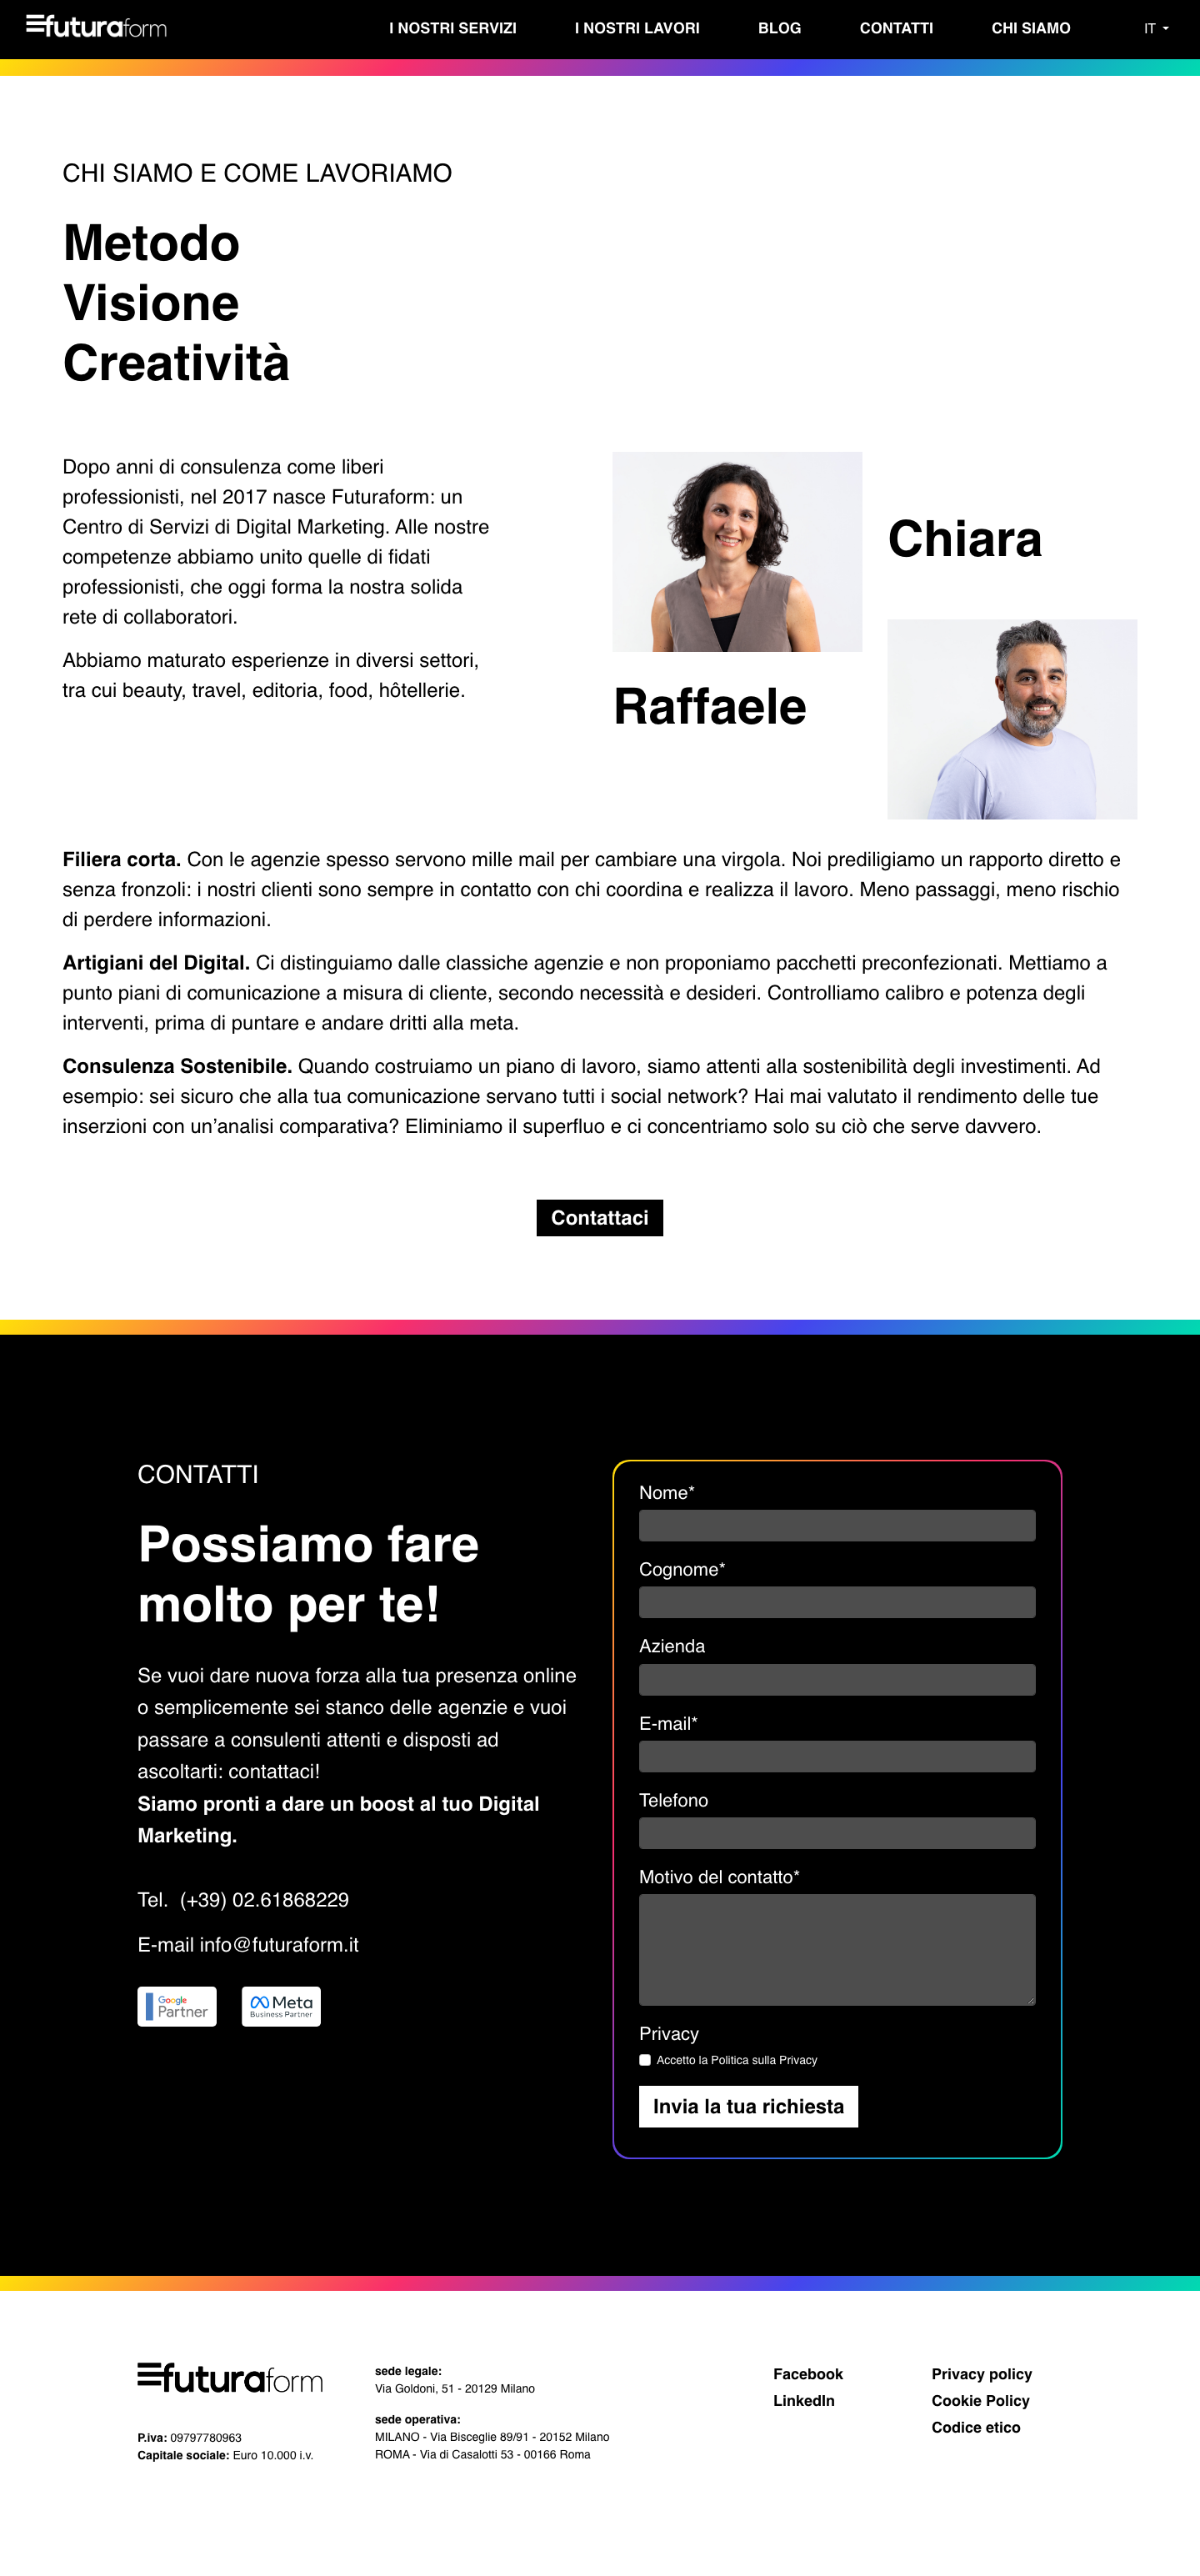 futuraform
I NOSTRI SERVIZI
I NOSTRI LAVORI
BLOG
CONTATTI
CHI SIAMO
IT
CHI SIAMO E COME LAVORIAMO
Metodo
Visione
Creatività
Dopo anni di consulenza come liberi
professionisti, nel 2017 nasce Futuraform: un
Centro di Servizi di Digital Marketing. Alle nostre
competenze abbiamo unito quelle di fidati
professionisti, che oggi forma la nostra solida
rete di collaboratori.
Abbiamo maturato esperienze in diversi settori,
tra cui beauty, travel, editoria, food, hôtellerie.
Chiara
Raffaele
Filiera corta. Con le agenzie spesso servono mille mail per cambiare una virgola. Noi prediligiamo un rapporto diretto e
senza fronzoli: i nostri clienti sono sempre in contatto con chi coordina e realizza il lavoro. Meno passaggi, meno rischio
di perdere informazioni.
Artigiani del Digital. Ci distinguiamo dalle classiche agenzie e non proponiamo pacchetti preconfezionati. Mettiamo a
punto piani di comunicazione a misura di cliente, secondo necessità e desideri. Controlliamo calibro e potenza degli
interventi, prima di puntare e andare dritti alla meta.
Consulenza Sostenibile. Quando costruiamo un piano di lavoro, siamo attenti alla sostenibilità degli investimenti. Ad
esempio: sei sicuro che alla tua comunicazione servano tutti i social network? Hai mai valutato il rendimento delle tue
inserzioni con un’analisi comparativa? Eliminiamo il superfluo e ci concentriamo solo su ciò che serve davvero.
Contattaci
CONTATTI
Possiamo fare
molto per te!
Se vuoi dare nuova forza alla tua presenza online
o semplicemente sei stanco delle agenzie e vuoi
passare a consulenti attenti e disposti ad
ascoltarti: contattaci!
Siamo pronti a dare un boost al tuo Digital
Marketing.
Tel. (+39) 02.61868229
E-mail info@futuraform.it
Google
Partner
Meta
Business Partner
Nome*
Cognome*
Azienda
E-mail*
Telefono
Motivo del contatto*
Privacy
Accetto la Politica sulla Privacy
Invia la tua richiesta
futuraform
P.iva: 09797780963
Capitale sociale: Euro 10.000 i.v.
sede legale:
Via Goldoni, 51 - 20129 Milano
sede operativa:
MILANO - Via Bisceglie 89/91 - 20152 Milano
ROMA - Via di Casalotti 53 - 00166 Roma
Facebook
LinkedIn
Privacy policy
Cookie Policy
Codice etico